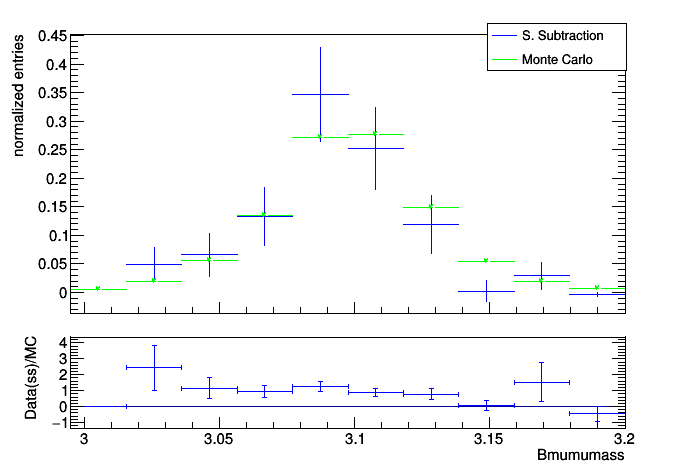 S. Subtraction
Monte Carlo
normalized entries
0.45
0.4
0.35
0.3
0.25
0.2
0.15
0.1
0.05
0
Data(ss)/MC
4
3
2
1
0
−1
3 3.05 3.1 3.15 3.2
Bmumumass